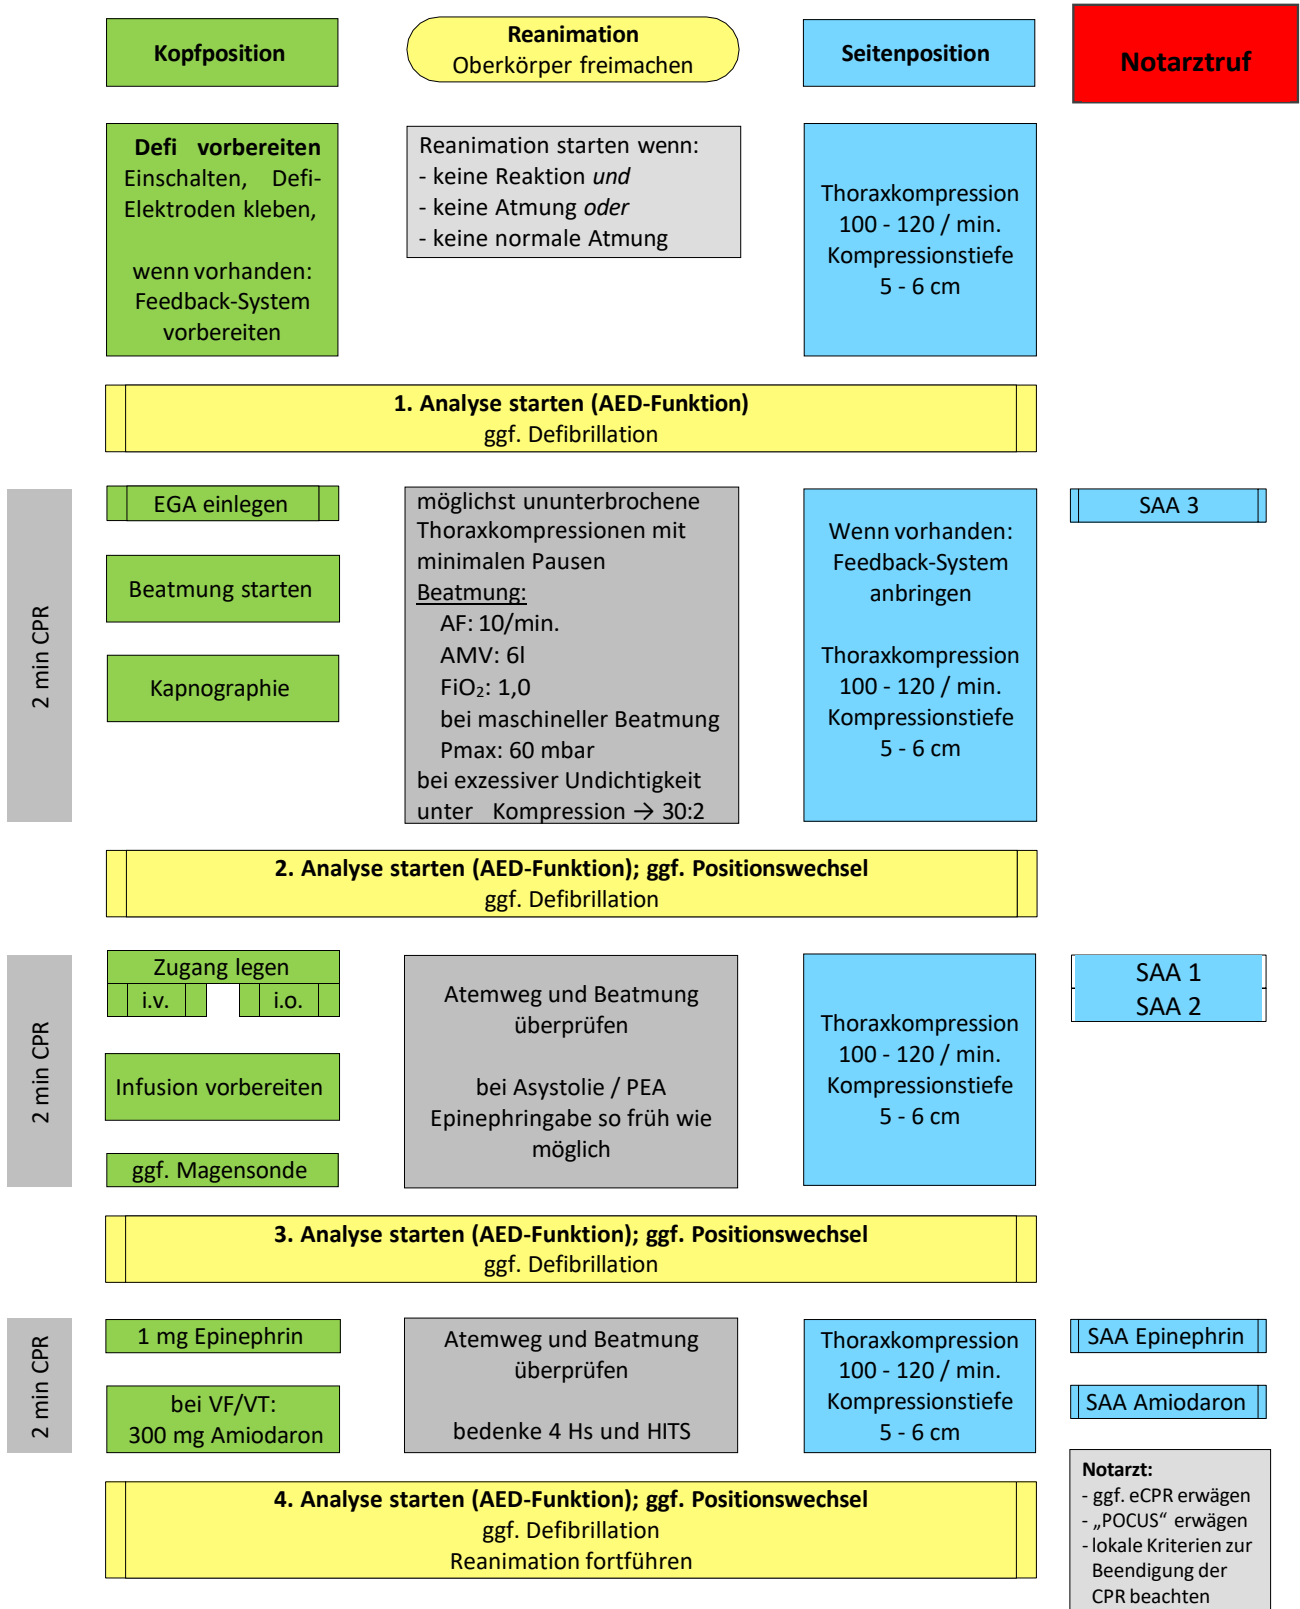 Kopfposition
Reanimation
Oberkörper freimachen
Seitenposition
Notarztruf
Defi vorbereiten
Einschalten, Defi-
Elektroden kleben,
wenn vorhanden:
Feedback-System
vorbereiten
Reanimation starten wenn:
- keine Reaktion und
- keine Atmung oder
- keine normale Atmung
Thoraxkompression
100 - 120 / min.
Kompressionstiefe
5 - 6 cm
1. Analyse starten (AED-Funktion)
ggf. Defibrillation
2 min CPR
EGA einlegen
Beatmung starten
Kapnographie
möglichst ununterbrochene
Thoraxkompressionen mit
minimalen Pausen
Beatmung:
AF: 10/min.
AMV: 6l
FiO₂: 1,0
bei maschineller Beatmung
Pmax: 60 mbar
bei exzessiver Undichtigkeit
unter Kompression → 30:2
Wenn vorhanden:
Feedback-System
anbringen
Thoraxkompression
100 - 120 / min.
Kompressionstiefe
5 - 6 cm
SAA 3
2. Analyse starten (AED-Funktion); ggf. Positionswechsel
ggf. Defibrillation
2 min CPR
Zugang legen
i.v. i.o.
Infusion vorbereiten
ggf. Magensonde
Atemweg und Beatmung
überprüfen
bei Asystolie / PEA
Epinephringabe so früh wie
möglich
Thoraxkompression
100 - 120 / min.
Kompressionstiefe
5 - 6 cm
SAA 1
SAA 2
3. Analyse starten (AED-Funktion); ggf. Positionswechsel
ggf. Defibrillation
2 min CPR
1 mg Epinephrin
bei VF/VT:
300 mg Amiodaron
Atemweg und Beatmung
überprüfen
bedenke 4 Hs und HITS
Thoraxkompression
100 - 120 / min.
Kompressionstiefe
5 - 6 cm
SAA Epinephrin
SAA Amiodaron
4. Analyse starten (AED-Funktion); ggf. Positionswechsel
ggf. Defibrillation
Reanimation fortführen
Notarzt:
- ggf. eCPR erwägen
- „POCUS“ erwägen
- lokale Kriterien zur
Beendigung der
CPR beachten